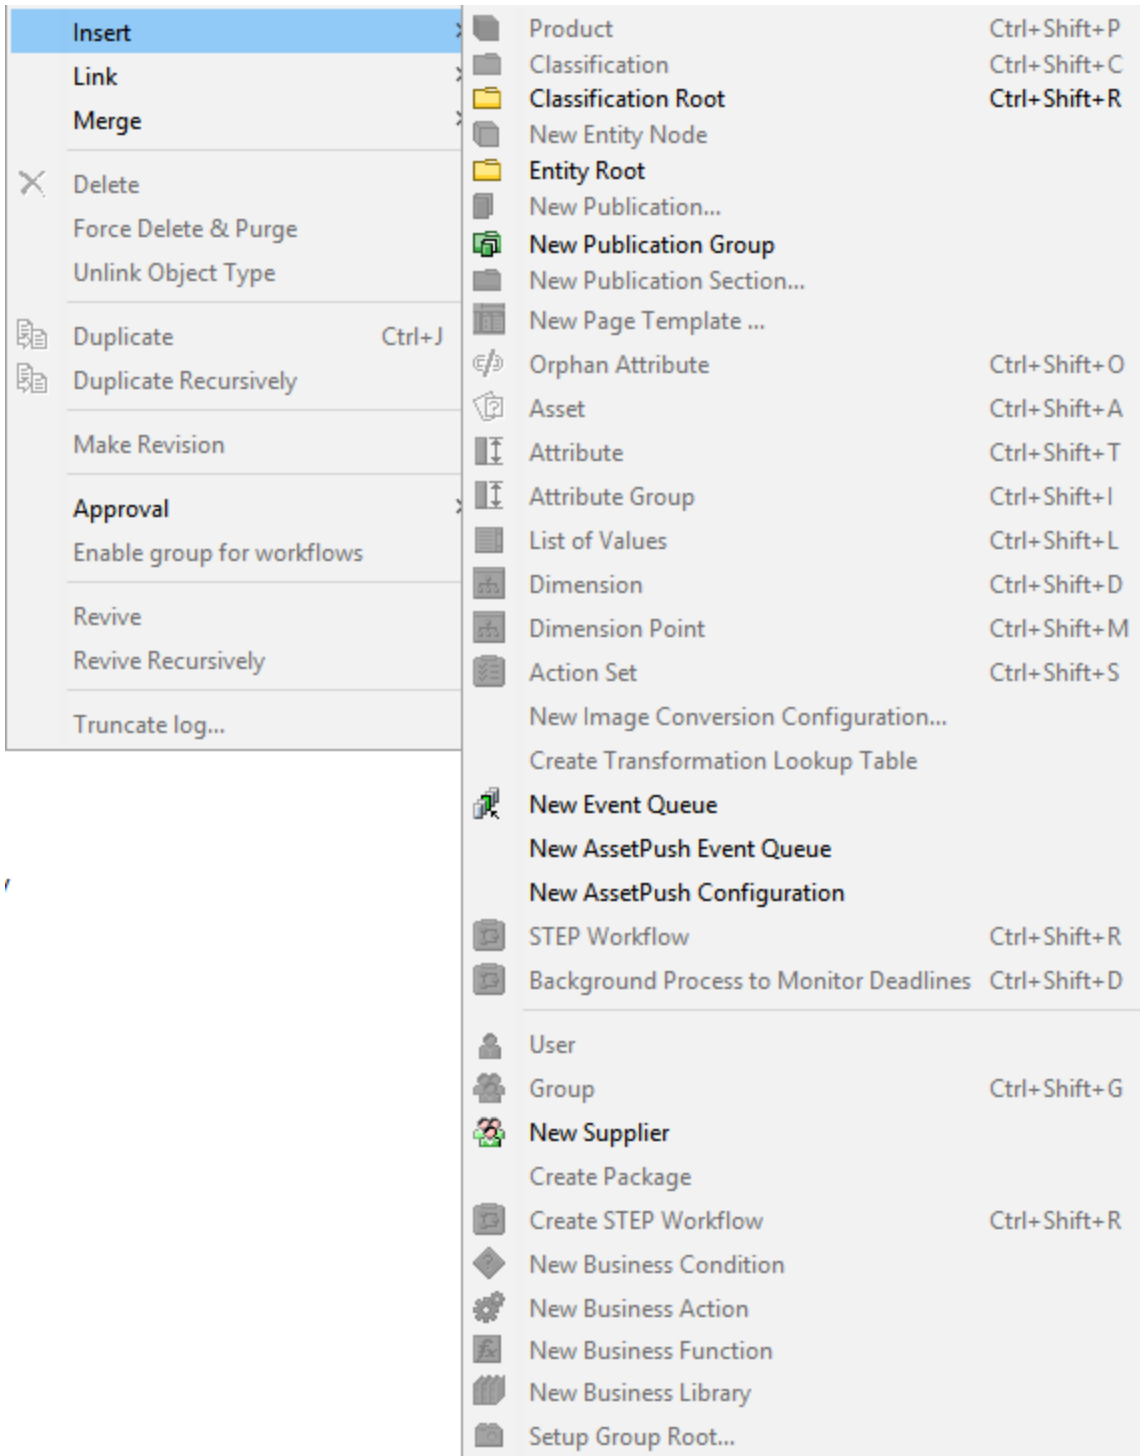 Insert
Link
Merge
Delete
Force Delete & Purge
Unlink Object Type
Duplicate Ctrl+J
Duplicate Recursively
Make Revision
Approval
Enable group for workflows
Revive
Revive Recursively
Truncate log...
Product Ctrl+Shift+P
Classification Ctrl+Shift+C
Classification Root Ctrl+Shift+R
New Entity Node
Entity Root
New Publication...
New Publication Group
New Publication Section...
New Page Template ...
Orphan Attribute Ctrl+Shift+O
Asset Ctrl+Shift+A
Attribute Ctrl+Shift+T
Attribute Group Ctrl+Shift+I
List of Values Ctrl+Shift+L
Dimension Ctrl+Shift+D
Dimension Point Ctrl+Shift+M
Action Set Ctrl+Shift+S
New Image Conversion Configuration...
Create Transformation Lookup Table
New Event Queue
New AssetPush Event Queue
New AssetPush Configuration
STEP Workflow Ctrl+Shift+R
Background Process to Monitor Deadlines Ctrl+Shift+D
User
Group Ctrl+Shift+G
New Supplier
Create Package
Create STEP Workflow Ctrl+Shift+R
New Business Condition
New Business Action
New Business Function
New Business Library
Setup Group Root...